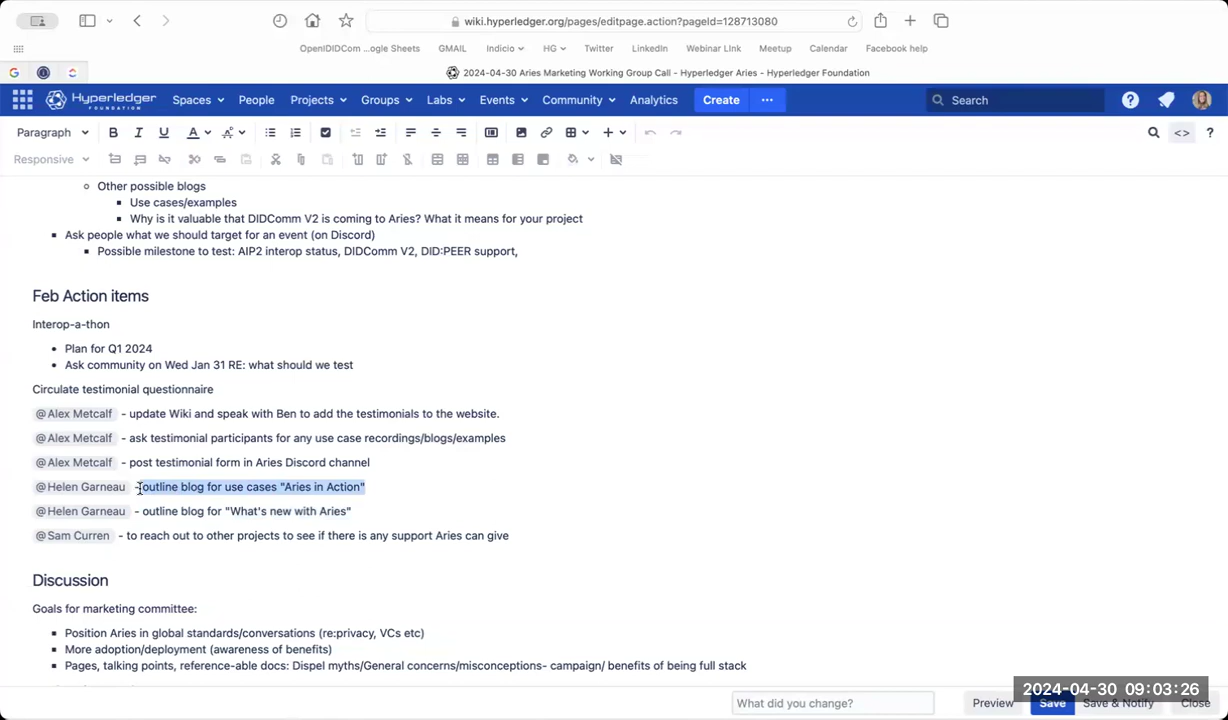 wiki.hyperledger.org/pages/editpage.action?pageId=128713080
OpenIDIDCom ...ogle Sheets GMAIL Indicio HG Twitter LinkedIn Webinar LInk Meetup Calendar Facebook help
G 2024-04-30 Aries Marketing Working Group Call - Hyperledger Aries - Hyperledger Foundation
Hyperledger FOUNDATION Spaces People Projects Groups Labs Events Community Analytics Create ... Search
Paragraph B I U A
Responsive
Other possible blogs
Use cases/examples
Why is it valuable that DIDComm V2 is coming to Aries? What it means for your project
Ask people what we should target for an event (on Discord)
Possible milestone to test: AIP2 interop status, DIDComm V2, DID:PEER support,
Feb Action items
Interop-a-thon
Plan for Q1 2024
Ask community on Wed Jan 31 RE: what should we test
Circulate testimonial questionnaire
@Alex Metcalf - update Wiki and speak with Ben to add the testimonials to the website.
@Alex Metcalf - ask testimonial participants for any use case recordings/blogs/examples
@Alex Metcalf - post testimonial form in Aries Discord channel
@Helen Garneau - outline blog for use cases "Aries in Action"
@Helen Garneau - outline blog for "What's new with Aries"
@Sam Curren - to reach out to other projects to see if there is any support Aries can give
Discussion
Goals for marketing committee:
Position Aries in global standards/conversations (re:privacy, VCs etc)
More adoption/deployment (awareness of benefits)
Pages, talking points, reference-able docs: Dispel myths/General concerns/misconceptions- campaign/ benefits of being full stack
2024-04-30 09:03:26
What did you change? Preview Save Save & Notify Close